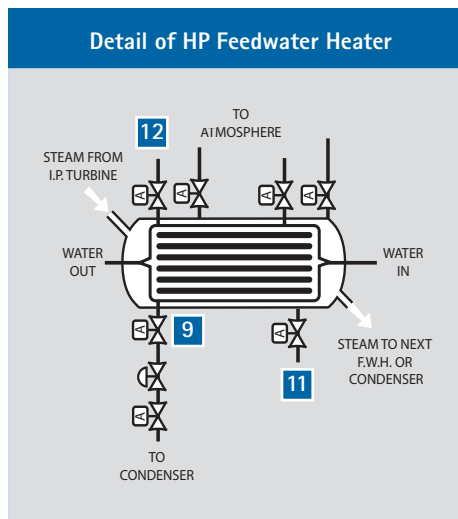 Detail of HP Feedwater Heater
12
TO
ATMOSPHERE
STEAM FROM
I.P. TURBINE
A
A
A
A
WATER
OUT
WATER
IN
A
9
A
11
STEAM TO NEXT
F.W.H. OR
CONDENSER
A
TO
CONDENSER